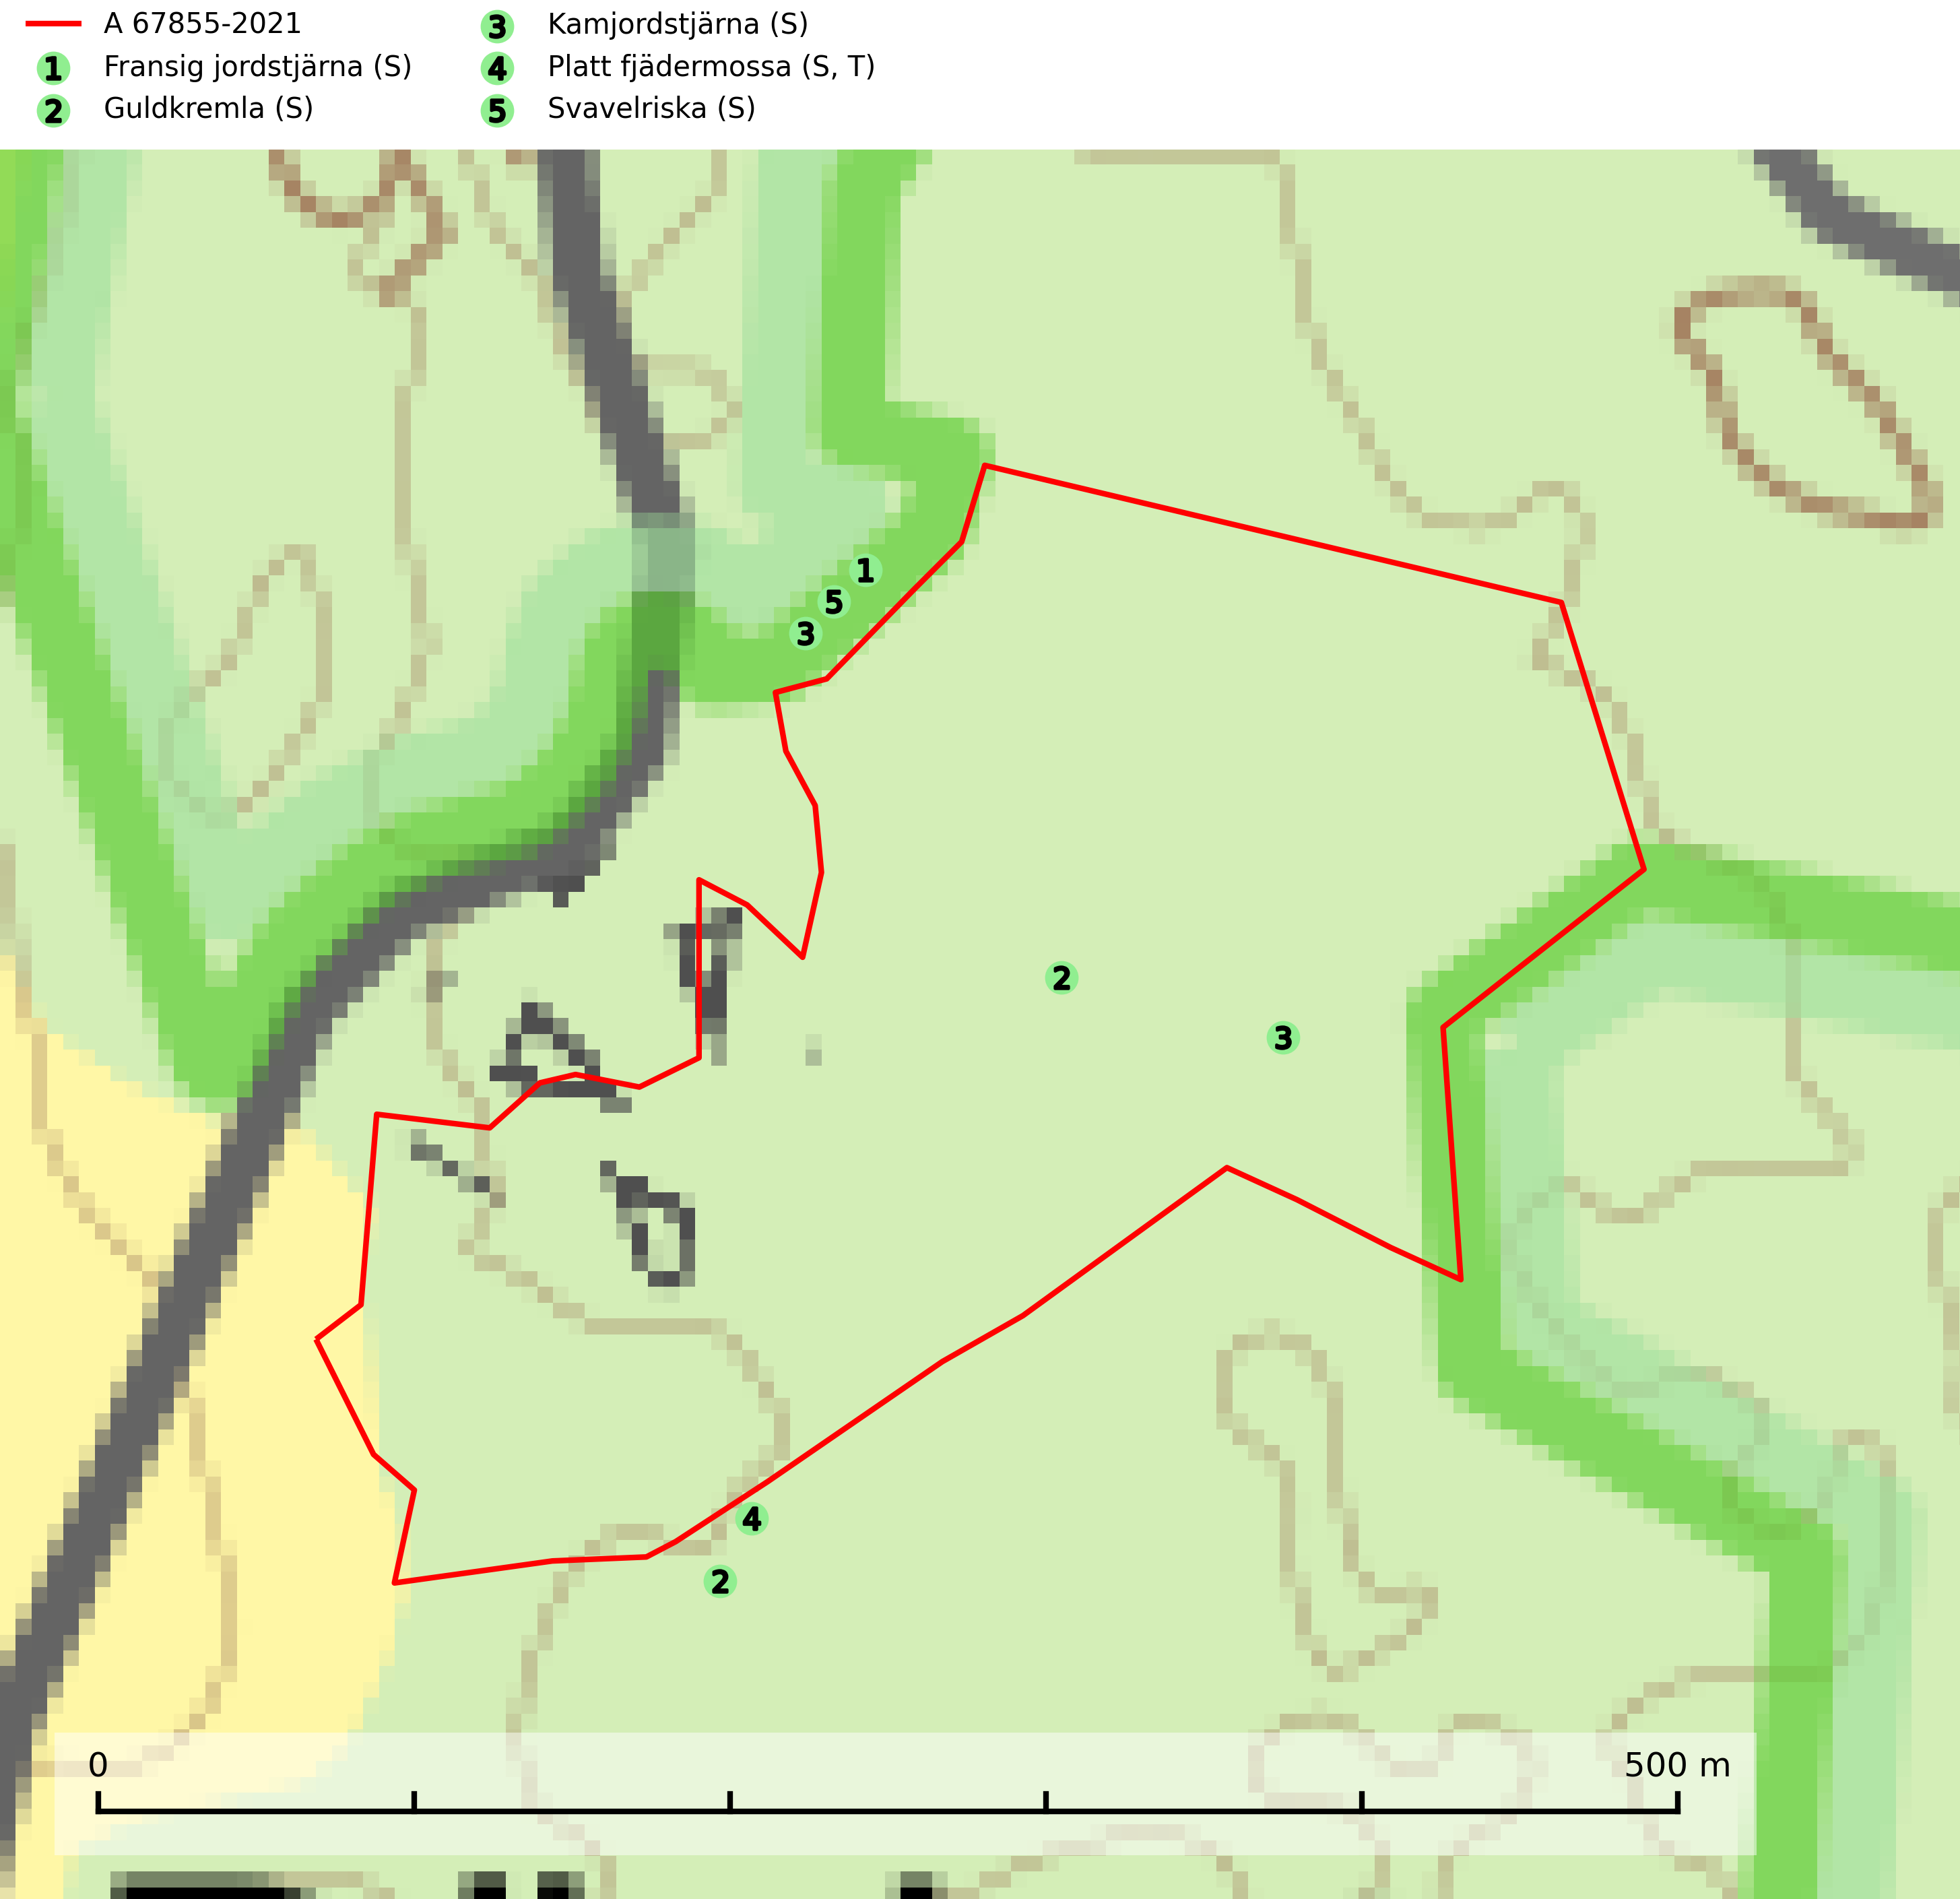 A 67855-2021
1 Fransig jordstjärna (S)
2 Guldkremla (S)
3 Kamjordstjärna (S)
4 Platt fjädermossa (S, T)
5 Svavelriska (S)
1
5
3
2
3
4
2
0 500 m